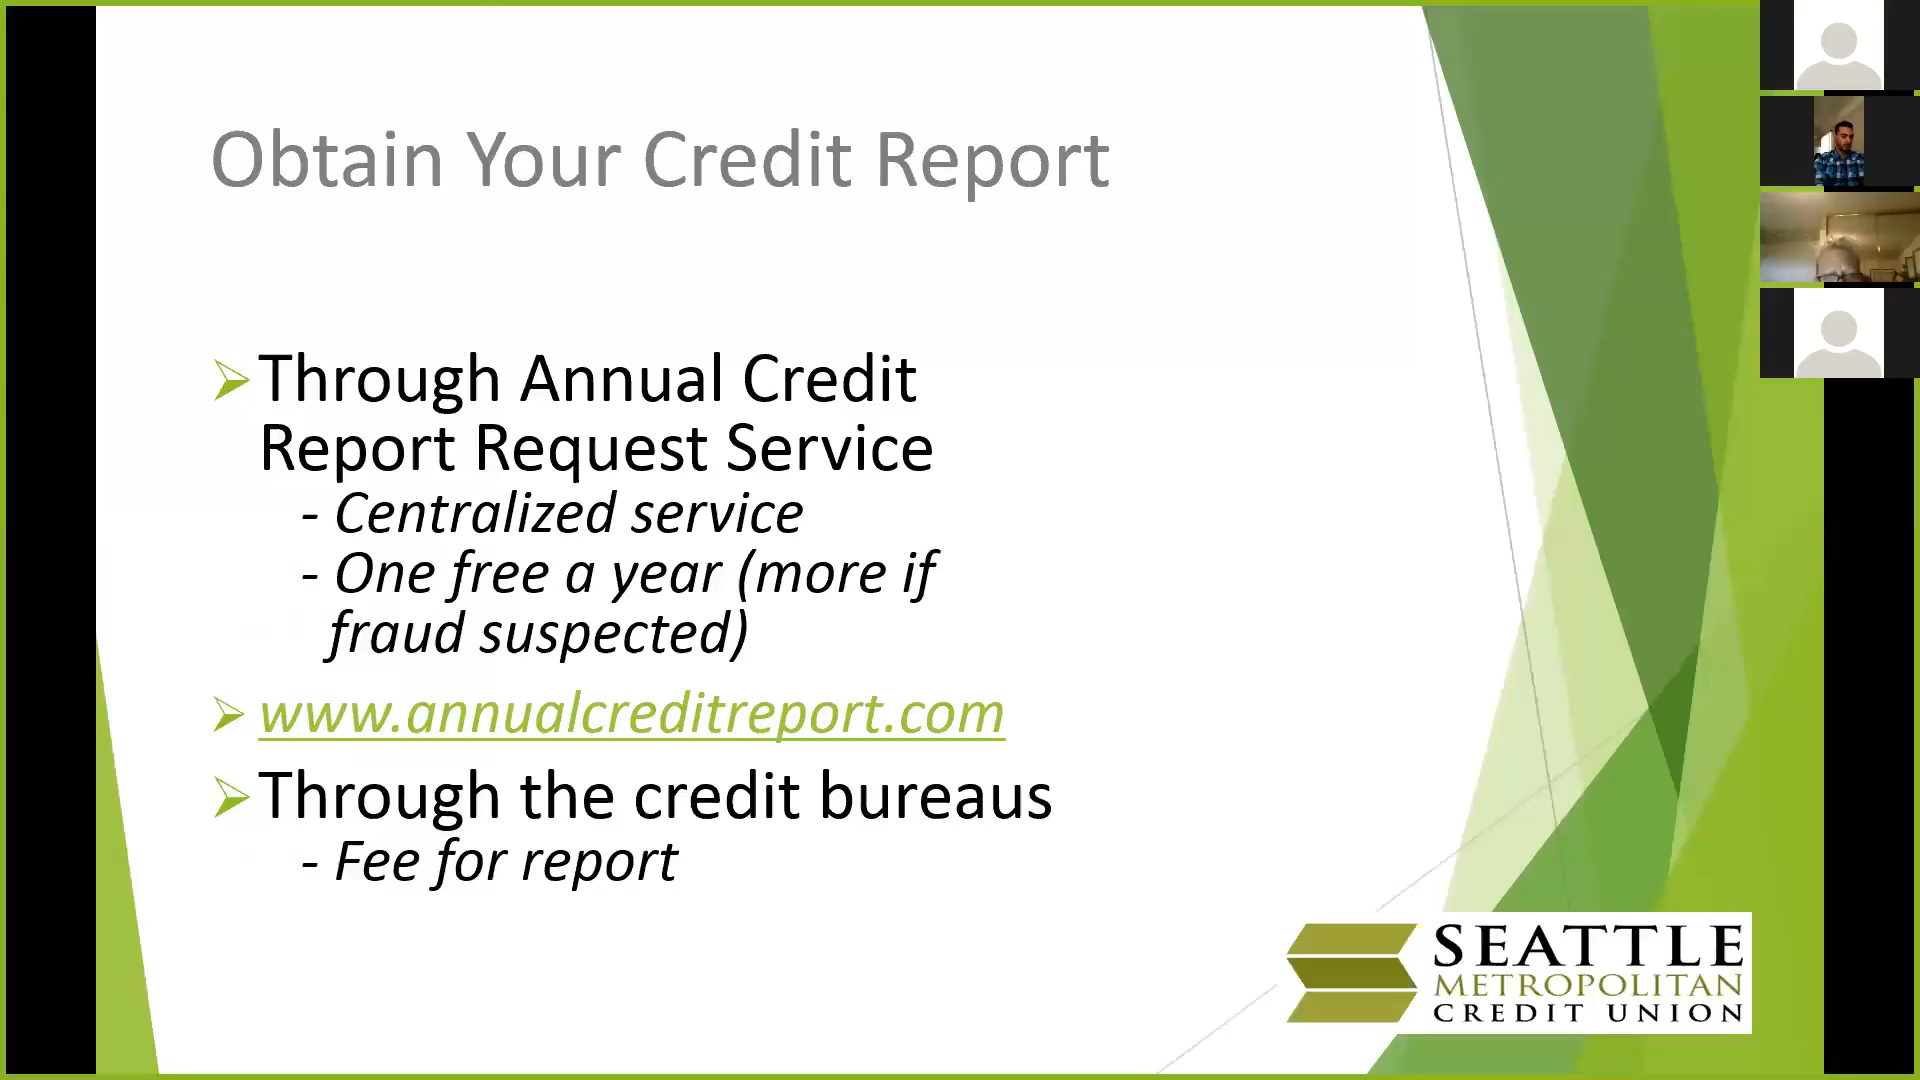 Obtain Your Credit Report
Through Annual Credit
Report Request Service
- Centralized service
- One free a year (more if
fraud suspected)
www.annualcreditreport.com
Through the credit bureaus
- Fee for report
SEATTLE
METROPOLITAN
CREDIT UNION